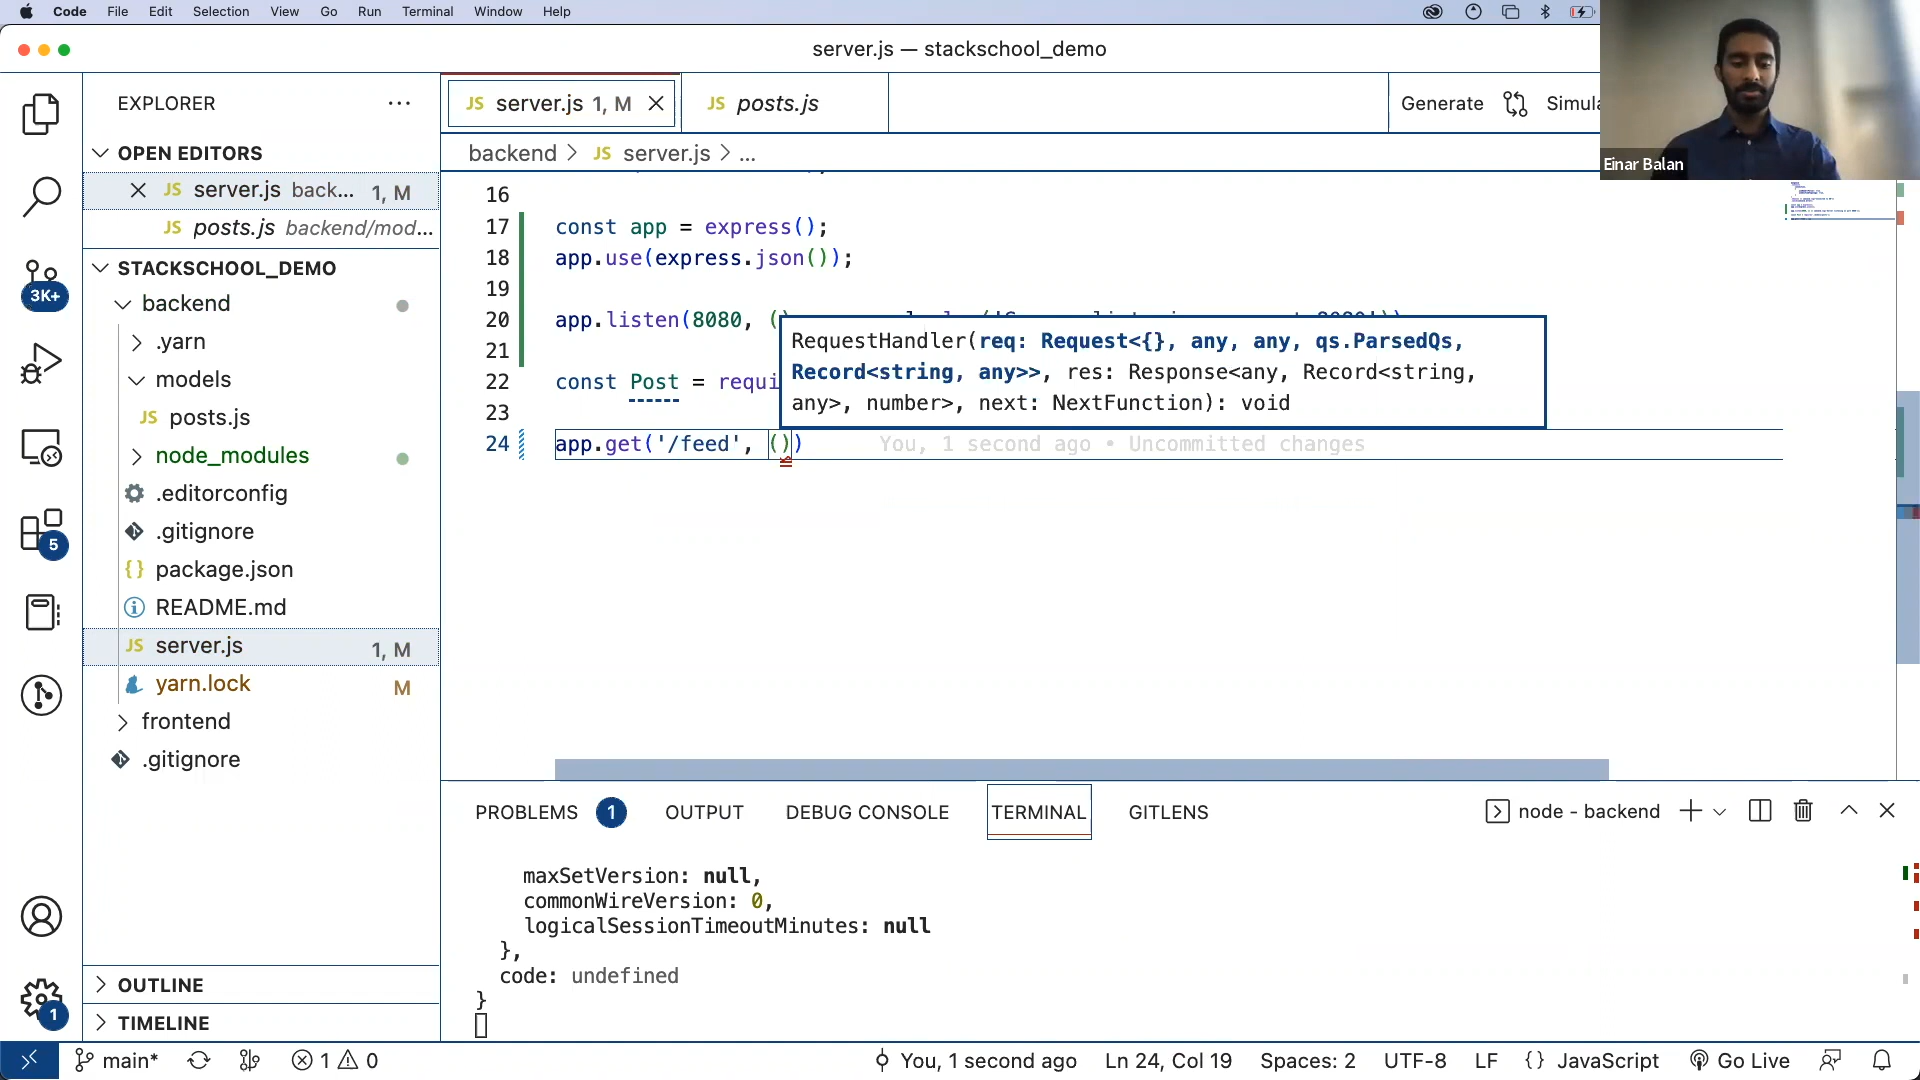 Code File Edit Selection View Go Run Terminal Window Help
server.js — stackschool_demo
Einar Balan
EXPLORER
OPEN EDITORS
JS server.js back... 1, M
JS posts.js backend/mod...
STACKSCHOOL_DEMO
backend
.yarn
models
JS posts.js
node_modules
.editorconfig
.gitignore
{} package.json
README.md
JS server.js 1, M
yarn.lock M
frontend
.gitignore
OUTLINE
TIMELINE
3K+
5
1
JS server.js 1, M
JS posts.js
Generate
backend > JS server.js > ...
16
17 const app = express();
18 app.use(express.json());
19
20 app.listen(8080, (
21
22 const Post = requi
23
24 app.get('/feed', ()) You, 1 second ago • Uncommitted changes
RequestHandler(req: Request<{}, any, any, qs.ParsedQs,
Record<string, any>>, res: Response<any, Record<string,
any>, number>, next: NextFunction): void
PROBLEMS 1 OUTPUT DEBUG CONSOLE TERMINAL GITLENS
node - backend
maxSetVersion: null,
commonWireVersion: 0,
logicalSessionTimeoutMinutes: null
},
code: undefined
}
main* 1 0
You, 1 second ago Ln 24, Col 19 Spaces: 2 UTF-8 LF {} JavaScript Go Live